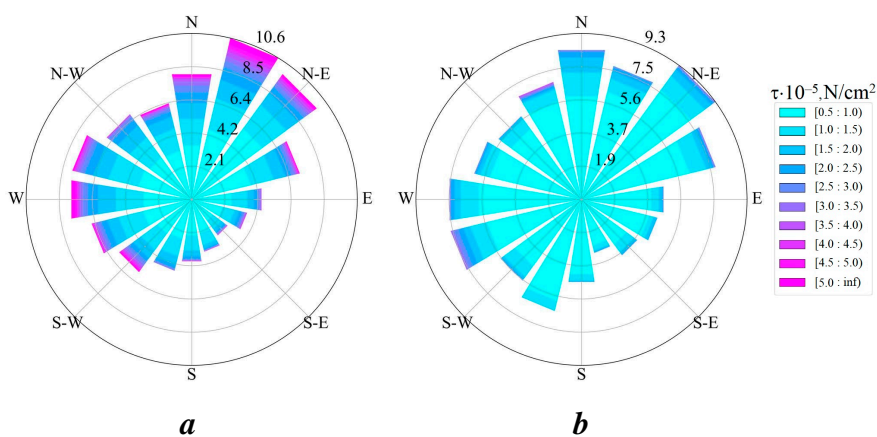 N
10.6
8.5
6.4
4.2
2.1
N-W
N-E
W
E
S-W
S-E
S
a
N
9.3
7.5
5.6
3.7
1.9
N-W
N-E
W
E
S-W
S-E
S
b
τ·10⁻⁵,N/cm²
[0.5 : 1.0)
[1.0 : 1.5)
[1.5 : 2.0)
[2.0 : 2.5)
[2.5 : 3.0)
[3.0 : 3.5)
[3.5 : 4.0)
[4.0 : 4.5)
[4.5 : 5.0)
[5.0 : inf)